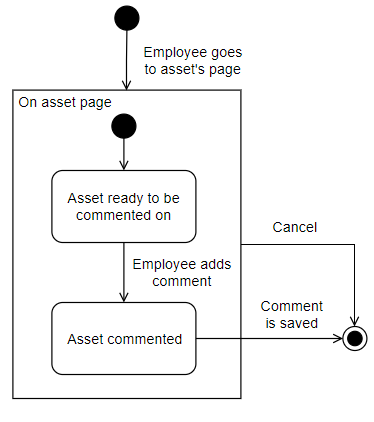 Employee goes
to asset's page
On asset page
Asset ready to be
commented on
Cancel
Employee adds
comment
Comment
is saved
Asset commented